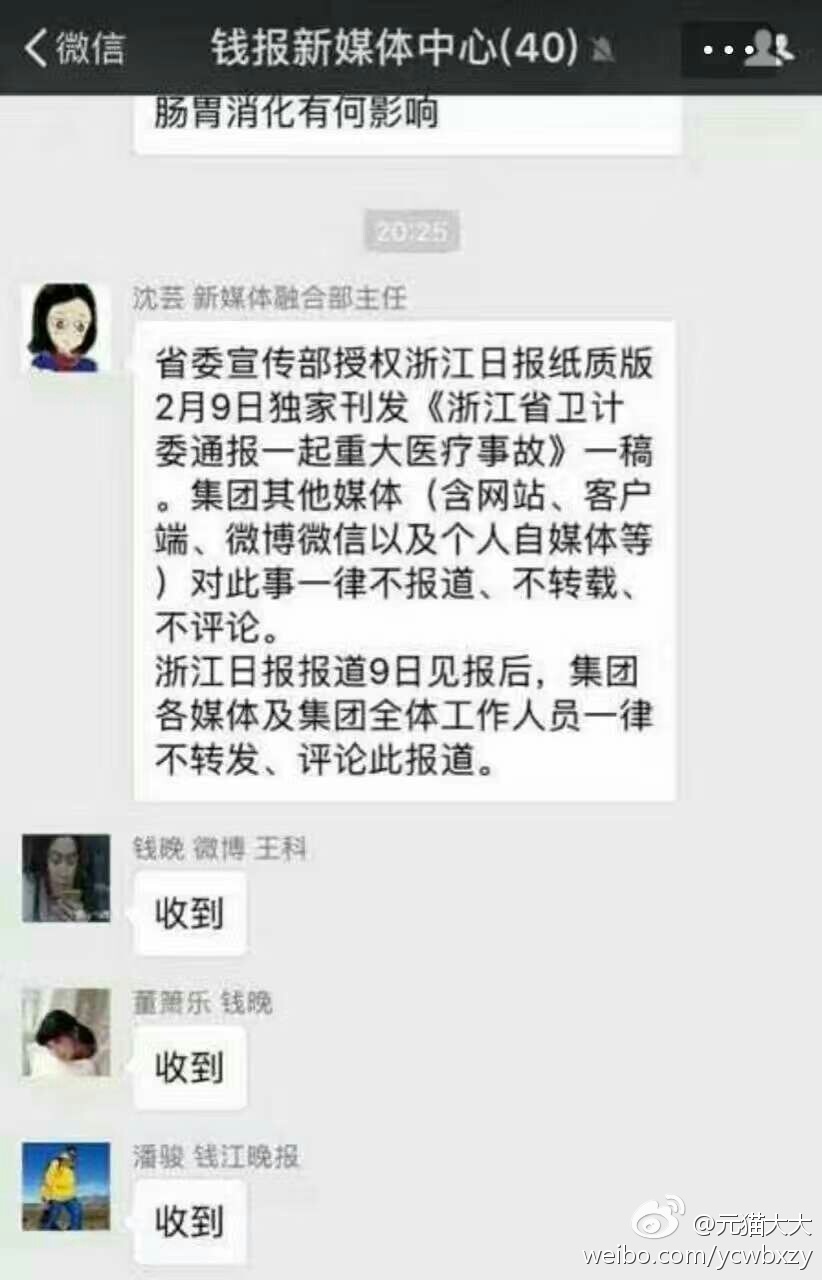 微信
钱报新媒体中心(40)
肠胃消化有何影响
20:25
沈芸 新媒体融合部主任
省委宣传部授权浙江日报纸质版
2月9日独家刊发《浙江省卫计
委通报一起重大医疗事故》一稿
。集团其他媒体（含网站、客户
端、微博微信以及个人自媒体等
）对此事一律不报道、不转载、
不评论。
浙江日报报道9日见报后，集团
各媒体及集团全体工作人员一律
不转发、评论此报道。
钱晚 微博 王科
收到
董箫乐 钱晚
收到
潘骏 钱江晚报
收到
@元猫大大
weibo.com/ycwbxzy